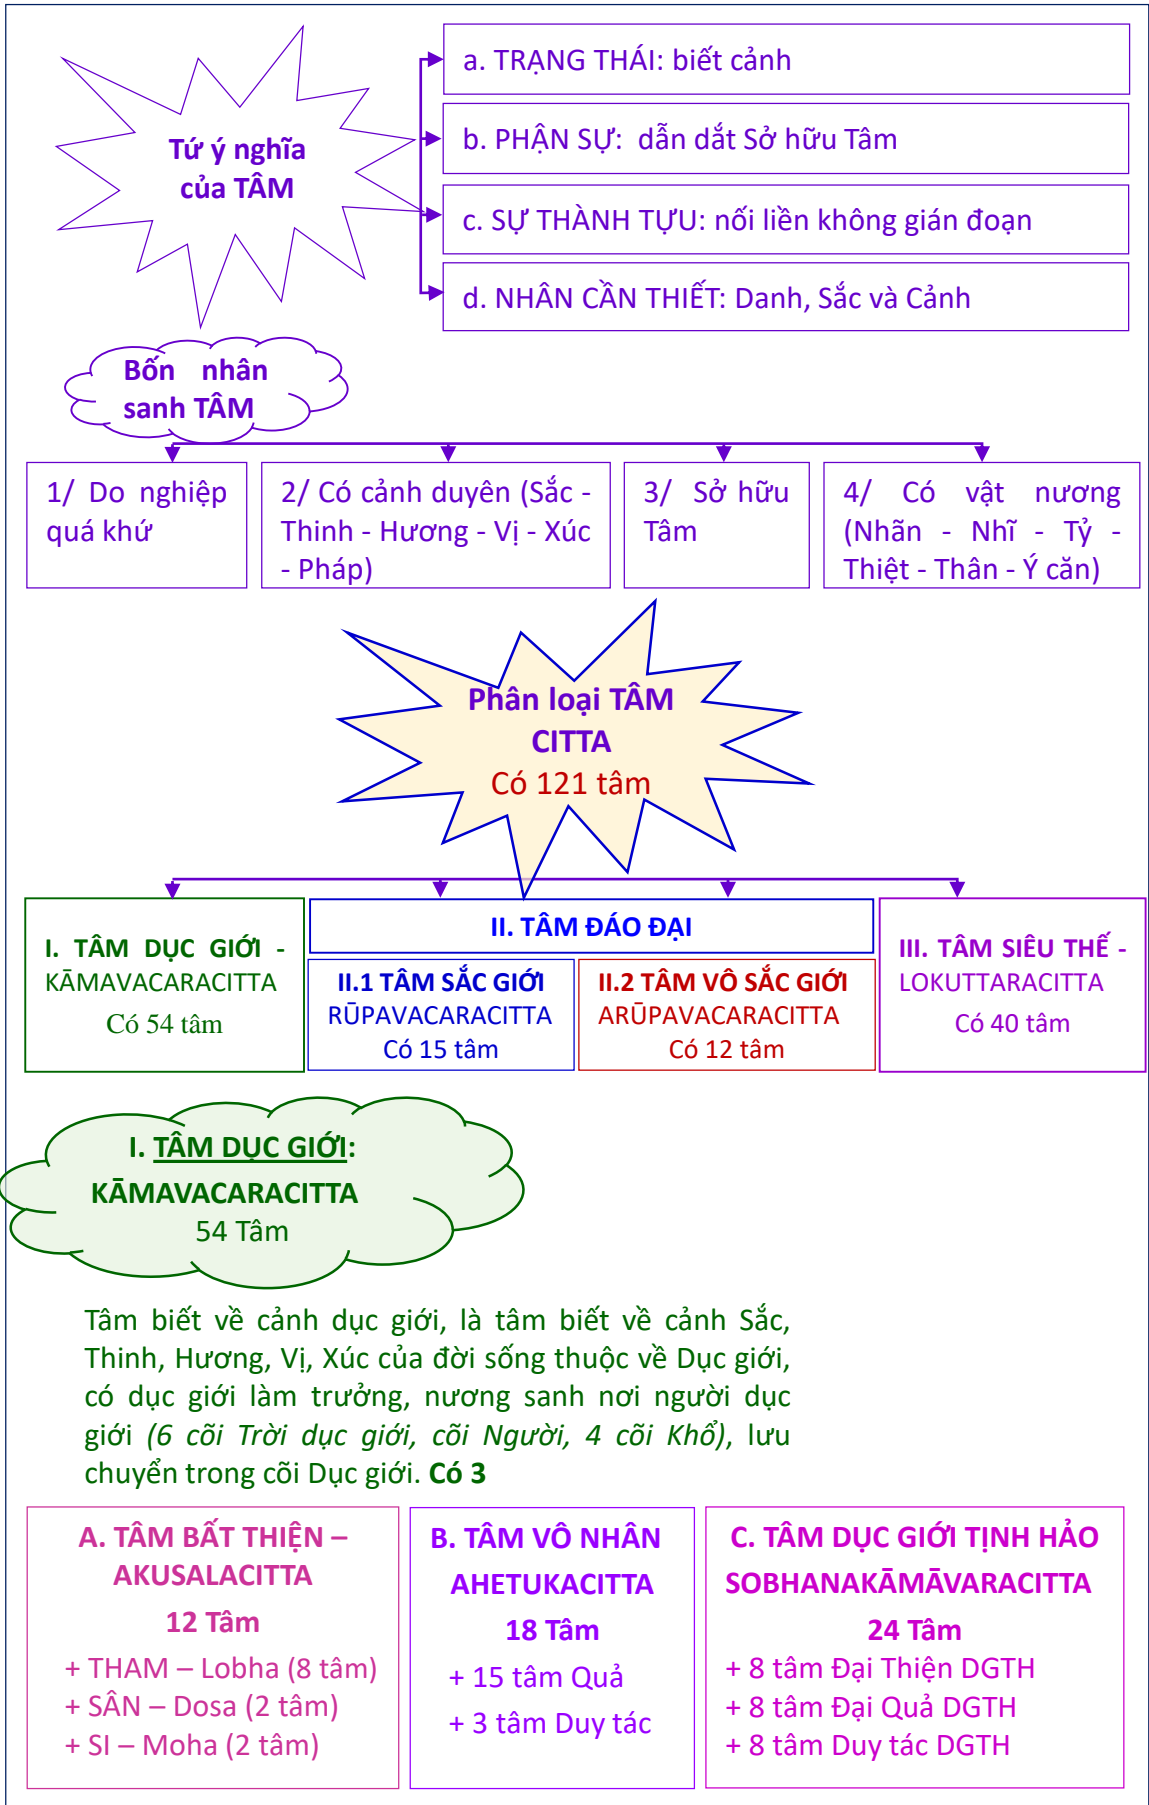 Tứ ý nghĩa
của TÂM
a. TRẠNG THÁI: biết cảnh
b. PHẬN SỰ: dẫn dắt Sở hữu Tâm
c. SỰ THÀNH TỰU: nối liền không gián đoạn
d. NHÂN CẦN THIẾT: Danh, Sắc và Cảnh
Bốn nhân
sanh TÂM
1/ Do nghiệp
quá khứ
2/ Có cảnh duyên (Sắc -
Thinh - Hương - Vị - Xúc
- Pháp)
3/ Sở hữu
Tâm
4/ Có vật nương
(Nhãn - Nhĩ - Tỷ -
Thiệt - Thân - Ý căn)
Phân loại TÂM
CITTA
Có 121 tâm
I. TÂM DỤC GIỚI -
KĀMAVACARACITTA
Có 54 tâm
II. TÂM ĐÁO ĐẠI
II.1 TÂM SẮC GIỚI
RŪPAVACARACITTA
Có 15 tâm
II.2 TÂM VÔ SẮC GIỚI
ARŪPAVACARACITTA
Có 12 tâm
III. TÂM SIÊU THẾ -
LOKUTTARACITTA
Có 40 tâm
I. TÂM DỤC GIỚI:
KĀMAVACARACITTA
54 Tâm
Tâm biết về cảnh dục giới, là tâm biết về cảnh Sắc,
Thinh, Hương, Vị, Xúc của đời sống thuộc về Dục giới,
có dục giới làm trưởng, nương sanh nơi người dục
giới (6 cõi Trời dục giới, cõi Người, 4 cõi Khổ), lưu
chuyển trong cõi Dục giới. Có 3
A. TÂM BẤT THIỆN –
AKUSALACITTA
12 Tâm
+ THAM – Lobha (8 tâm)
+ SÂN – Dosa (2 tâm)
+ SI – Moha (2 tâm)
B. TÂM VÔ NHÂN
AHETUKACITTA
18 Tâm
+ 15 tâm Quả
+ 3 tâm Duy tác
C. TÂM DỤC GIỚI TỊNH HẢO
SOBHANAKĀMĀVARACITTA
24 Tâm
+ 8 tâm Đại Thiện DGTH
+ 8 tâm Đại Quả DGTH
+ 8 tâm Duy tác DGTH